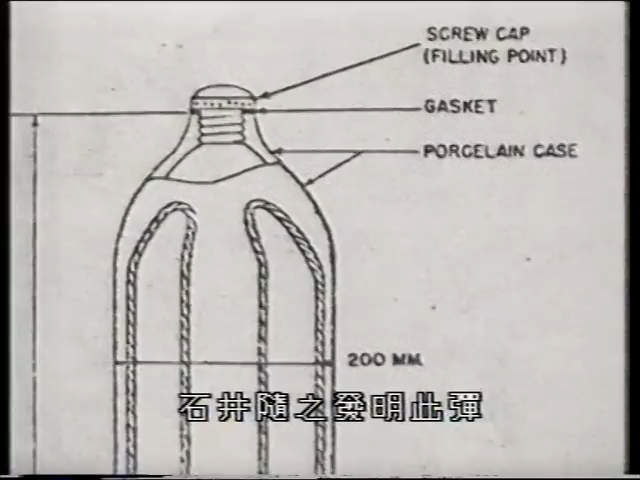 SCREW CAP
(FILLING POINT)
GASKET
PORCELAIN CASE
200 MM
石井隨之發明此彈